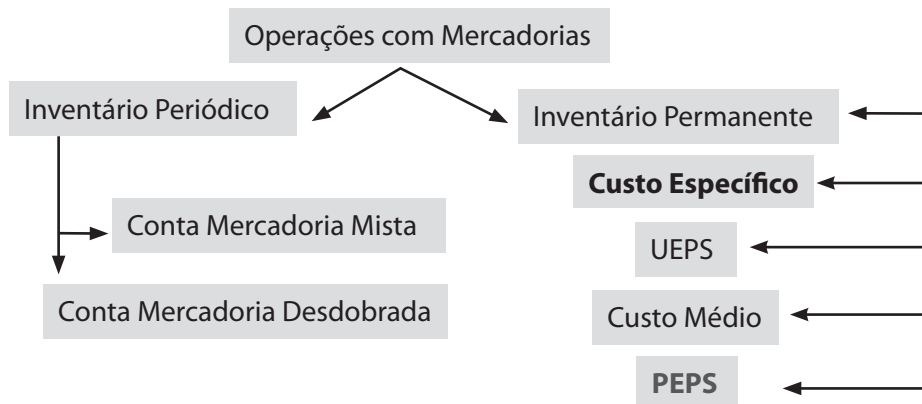 Operações com Mercadorias
Inventário Periódico
Inventário Permanente
Custo Específico
Conta Mercadoria Mista
UEPS
Conta Mercadoria Desdobrada
Custo Médio
PEPS